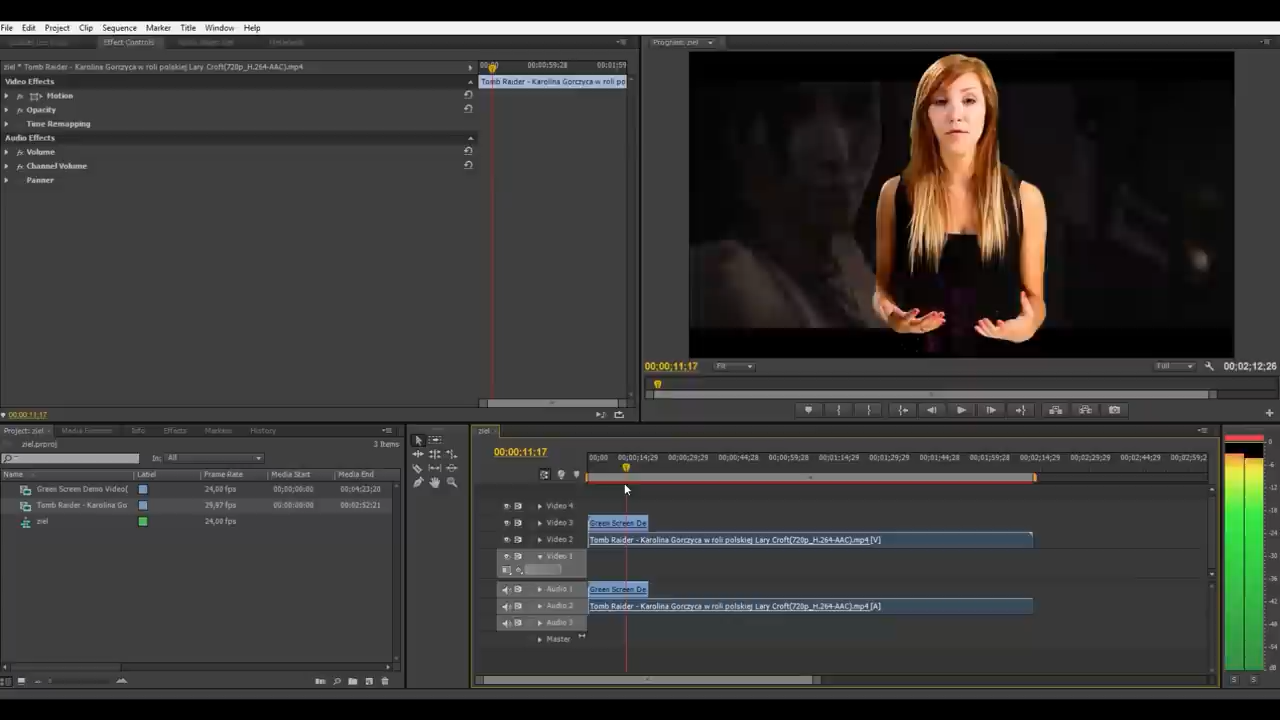 File Edit Project Clip Sequence Marker Title Window Help
Effect Controls
Program: ziel
ziel * Tomb Raider - Karolina Gorczyca w roli polskiej Lary Croft(720p_H.264-AAC).mp4
00;00 00;00;59;28 00;01;59
Video Effects
Tomb Raider - Karolina Gorczyca w roli po
fx Motion
fx Opacity
Time Remapping
Audio Effects
fx Volume
fx Channel Volume
Panner
00;00;11;17 Fit Full 00;02;12;26
00;00;11;17
Project: ziel Media Browser Info Effects Markers History
ziel
ziel.prproj 3 Items
In: All
00;00;11;17
00;00 00;00;14;29 00;00;29;29 00;00;44;28 00;00;59;28 00;01;14;29 00;01;29;29 00;01;44;28 00;01;59;28 00;02;14;29 00;02;29;29 00;02;44;29 00;02;59;2
Name Label Frame Rate Media Start Media End
Green Screen Demo Video( 24,00 fps 00;00;00;00 00;04;23;20
Tomb Raider - Karolina Go 29,97 fps 00;00;00;00 00;02;52;21
ziel 24,00 fps
Video 4
Video 3 Green Screen De
Video 2 Tomb Raider - Karolina Gorczyca w roli polskiej Lary Croft(720p_H.264-AAC).mp4 [V]
Video 1
Audio 1 Green Screen De
Audio 2 Tomb Raider - Karolina Gorczyca w roli polskiej Lary Croft(720p_H.264-AAC).mp4 [A]
Audio 3
Master
S S